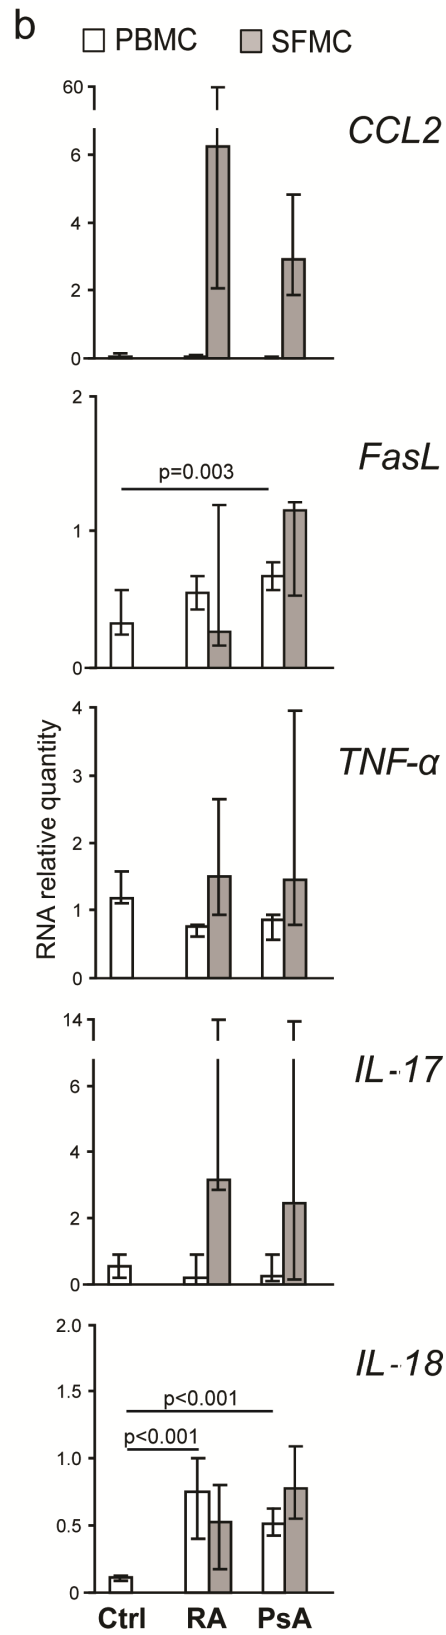 b
PBMC SFMC
CCL2
60
6
4
2
0
FasL
2
p=0.003
1
0
RNA relative quantity
TNF-α
4
3
2
1
0
IL-17
14
6
4
2
0
IL-18
2.0
1.5
p<0.001
p<0.001
1.0
0.5
0
Ctrl RA PsA